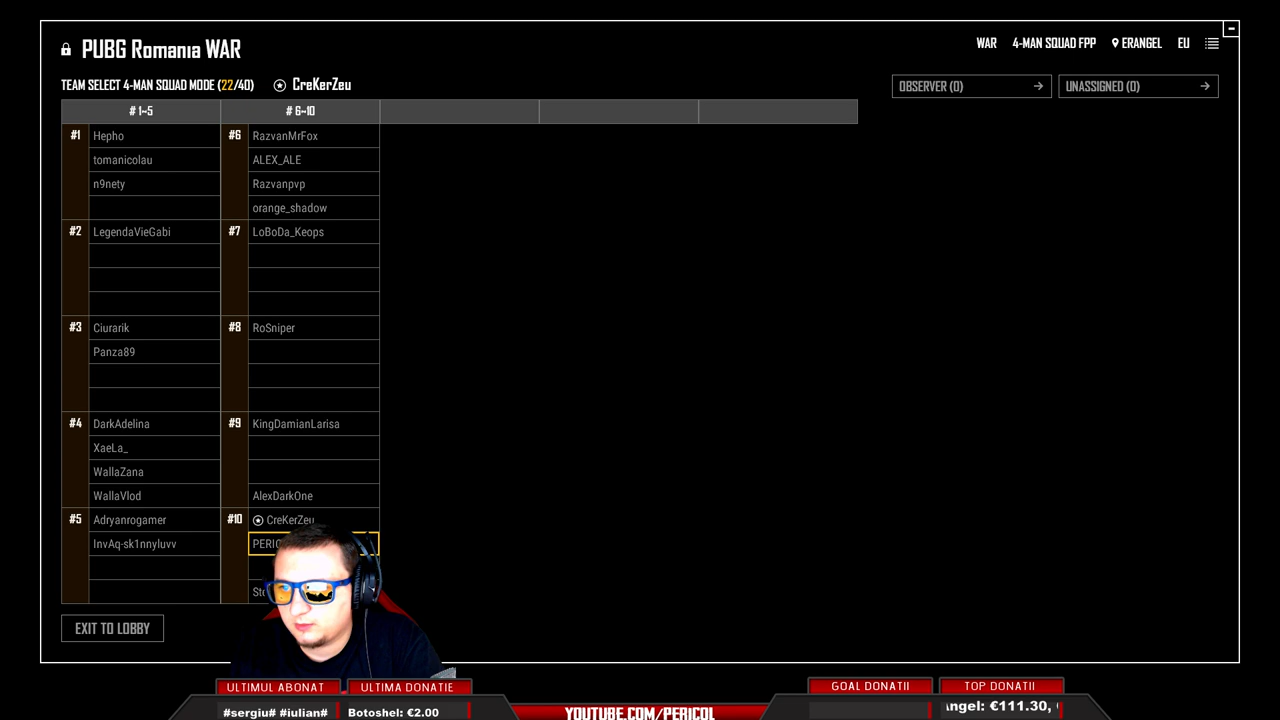 PUBG Romania WAR
WAR 4-MAN SQUAD FPP ERANGEL EU
TEAM SELECT 4-MAN SQUAD MODE (22/40) CreKerZeu
OBSERVER (0)
UNASSIGNED (0)
# 1~5
#1 Hepho
tomanicolau
n9nety
#2 LegendaVieGabi
#3 Ciurarik
Panza89
#4 DarkAdelina
XaeLa_
WallaZana
WallaVlod
#5 Adryanrogamer
InvAq-sk1nnyluvv
# 6~10
#6 RazvanMrFox
ALEX_ALE
Razvanpvp
orange_shadow
#7 LoBoDa_Keops
#8 RoSniper
#9 KingDamianLarisa
AlexDarkOne
#10 CreKerZeu
EXIT TO LOBBY
ULTIMUL ABONAT
#sergiu# #iulian#
ULTIMA DONATIE
Botoshel: €2.00
YOUTUBE.COM/PERICOL
GOAL DONATII
TOP DONATII
€111.30,